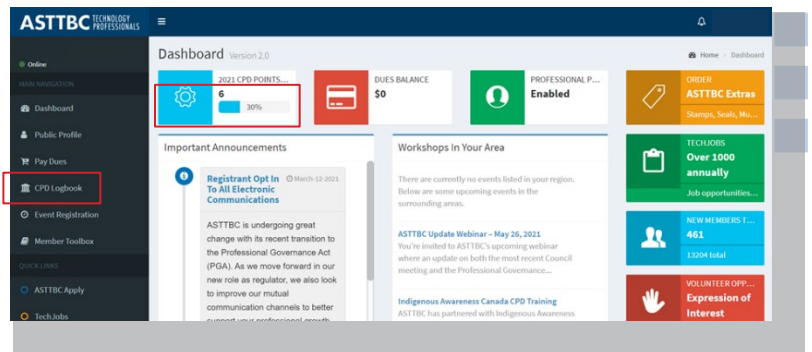 ASTTBC TECHNOLOGY PROFESSIONALS
Online
MAIN NAVIGATION
Dashboard
Public Profile
Pay Dues
CPD Logbook
Event Registration
Member Toolbox
QUICK LINKS
ASTTBC Apply
TechJobs
Dashboard Version 2.0
Home > Dashboard
2021 CPD POINTS...
6
30%
DUES BALANCE
$0
PROFESSIONAL P...
Enabled
Important Announcements
Registrant Opt In
To All Electronic
Communications
March-12-2021
ASTTBC is undergoing great
change with its recent transition to
the Professional Governance Act
(PGA). As we move forward in our
new role as regulator, we also look
to improve our mutual
communication channels to better
support your professional growth
Workshops In Your Area
There are currently no events listed in your region.
Below are some upcoming events in the
surrounding areas.
ASTTBC Update Webinar – May 26, 2021
You're invited to ASTTBC's upcoming webinar
where an update on both the most recent Council
meeting and the Professional Governance...
Indigenous Awareness Canada CPD Training
ASTTBC has partnered with Indigenous Awareness
ORDER
ASTTBC Extras
Stamps, Seals, Mu...
TECHJOBS
Over 1000
annually
Job opportunities...
NEW MEMBERS T...
461
13204 total
VOLUNTEER OPP...
Expression of
Interest